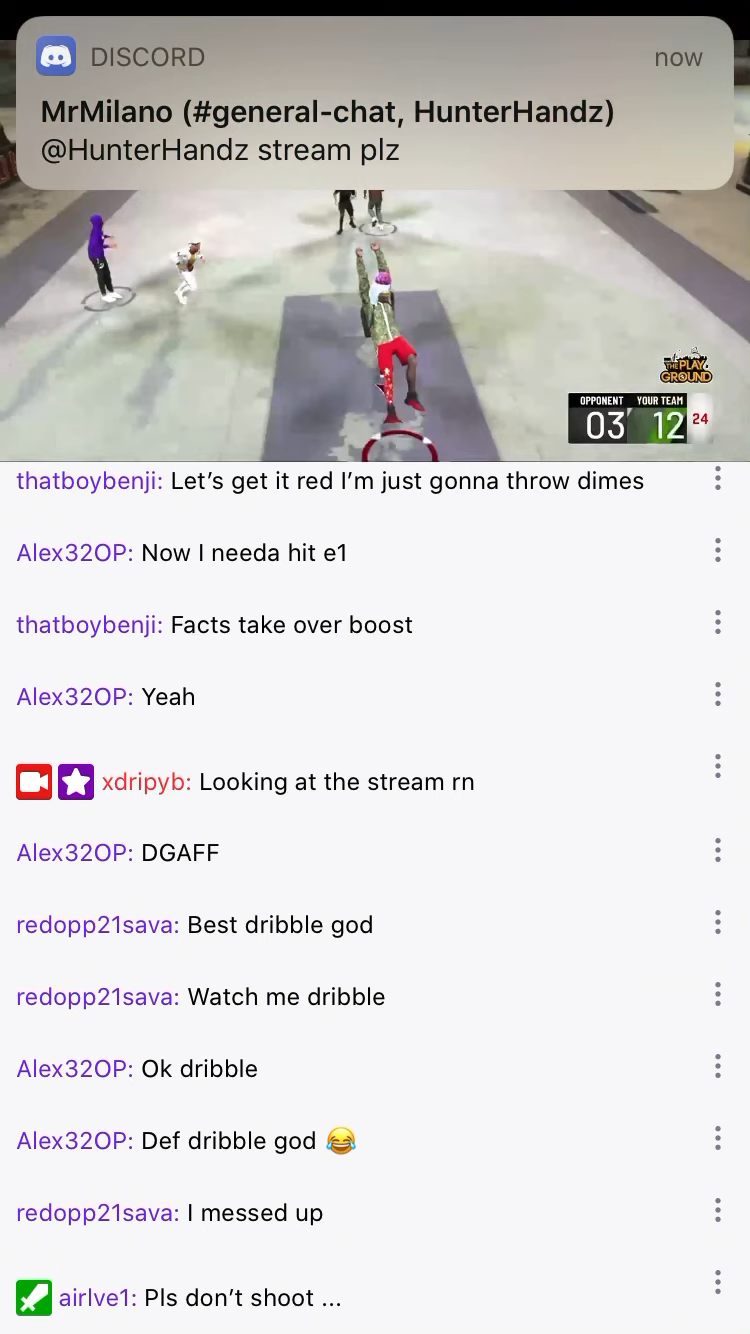 DISCORD now
MrMilano (#general-chat, HunterHandz)
@HunterHandz stream plz
THE PLAY
GROUND
OPPONENT YOUR TEAM
03 12 24
thatboybenji: Let’s get it red I’m just gonna throw dimes
Alex32OP: Now I needa hit e1
thatboybenji: Facts take over boost
Alex32OP: Yeah
xdripyb: Looking at the stream rn
Alex32OP: DGAFF
redopp21sava: Best dribble god
redopp21sava: Watch me dribble
Alex32OP: Ok dribble
Alex32OP: Def dribble god 😂
redopp21sava: I messed up
airlve1: Pls don’t shoot ...